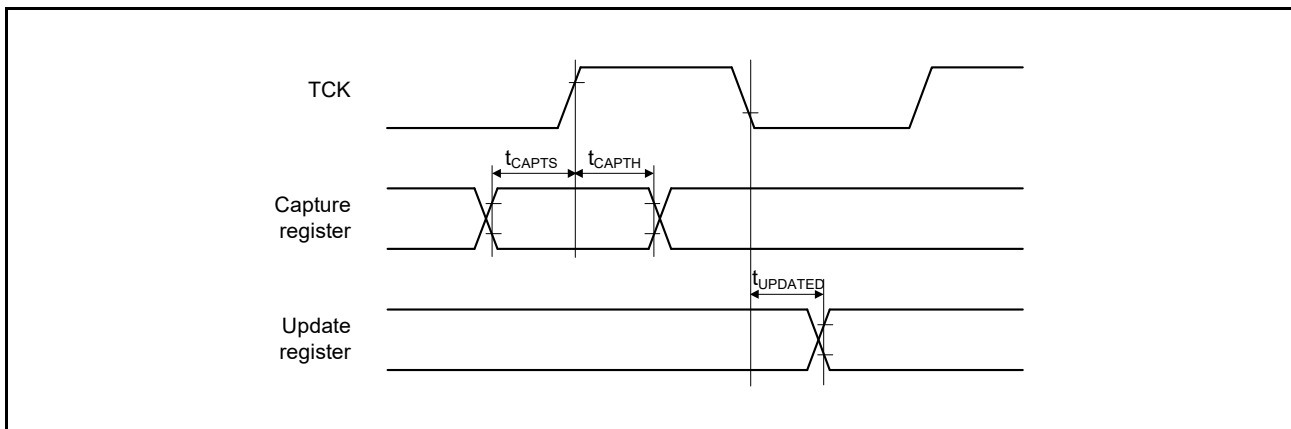 TCK
tCAPTS
tCAPTH
Capture
register
tUPDATED
Update
register